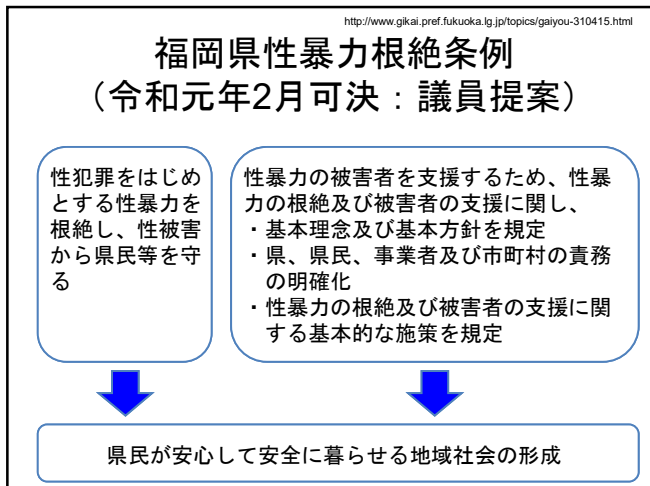 http://www.gikai.pref.fukuoka.lg.jp/topics/gaiyou-310415.html
福岡県性暴力根絶条例
（令和元年2月可決：議員提案）
性犯罪をはじめ
とする性暴力を
根絶し、性被害
から県民等を守
る
性暴力の被害者を支援するため、性暴
力の根絶及び被害者の支援に関し、
・基本理念及び基本方針を規定
・県、県民、事業者及び市町村の責務
の明確化
・性暴力の根絶及び被害者の支援に関
する基本的な施策を規定
県民が安心して安全に暮らせる地域社会の形成